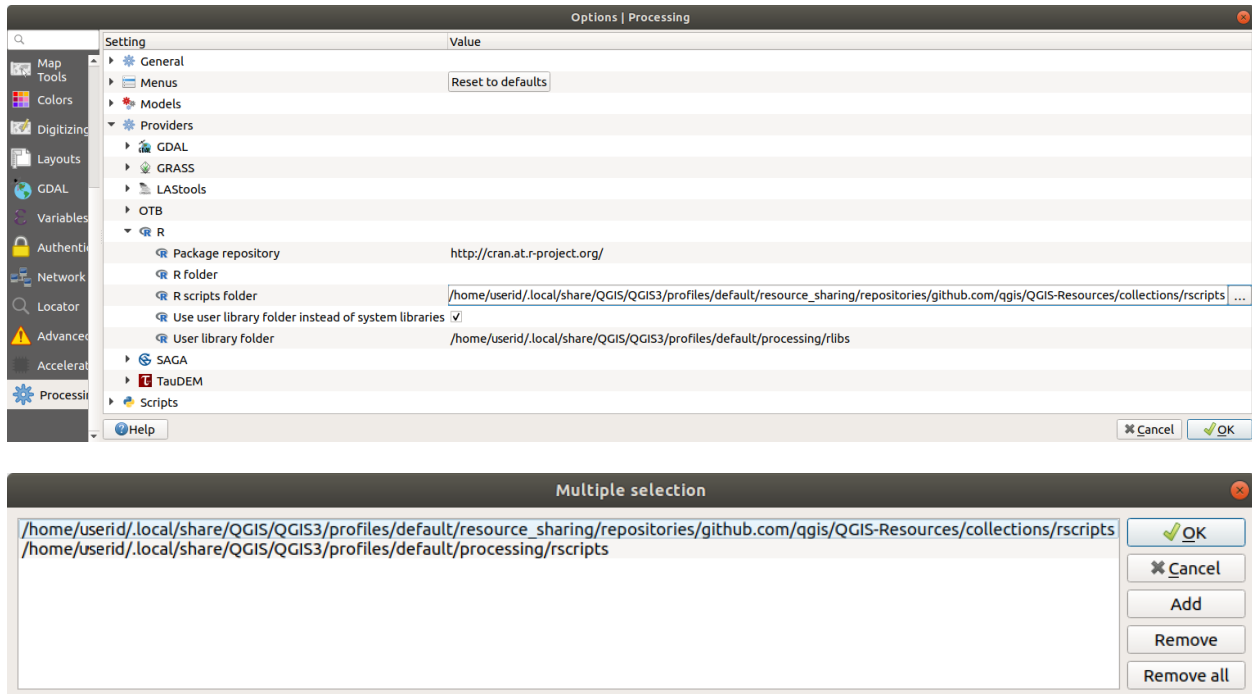 Options | Processing
Setting Value
Map Tools
Colors
Digitizing
Layouts
GDAL
Variables
Authenti
Network
Locator
Advanced
Accelerat
Processin
General
Menus Reset to defaults
Models
Providers
GDAL
GRASS
LAStools
OTB
R
Package repository http://cran.at.r-project.org/
R folder
R scripts folder /home/userid/.local/share/QGIS/QGIS3/profiles/default/resource_sharing/repositories/github.com/qgis/QGIS-Resources/collections/rscripts ...
Use user library folder instead of system libraries
User library folder /home/userid/.local/share/QGIS/QGIS3/profiles/default/processing/rlibs
SAGA
TauDEM
Scripts
Help Cancel OK
Multiple selection
/home/userid/.local/share/QGIS/QGIS3/profiles/default/resource_sharing/repositories/github.com/qgis/QGIS-Resources/collections/rscripts
/home/userid/.local/share/QGIS/QGIS3/profiles/default/processing/rscripts
OK
Cancel
Add
Remove
Remove all